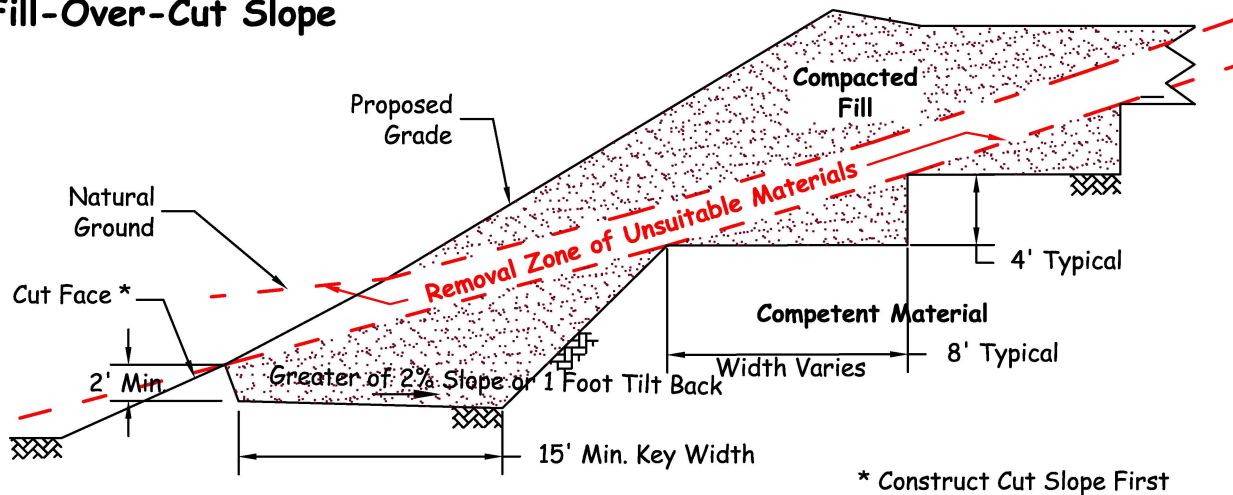 Fill-Over-Cut Slope
Compacted
Fill
Proposed
Grade
Natural
Ground
Removal Zone of Unsuitable Materials
Cut Face *
4' Typical
Competent Material
8' Typical
Width Varies
2' Min.
Greater of 2% Slope or 1 Foot Tilt Back
15' Min. Key Width
* Construct Cut Slope First